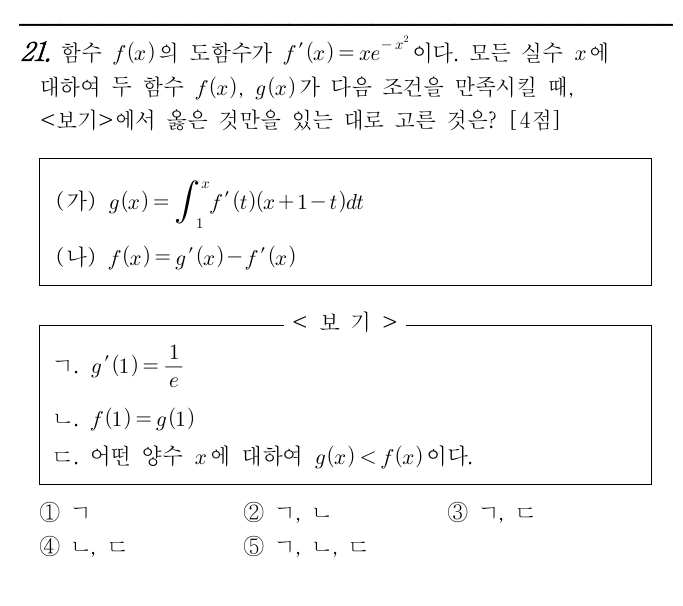 21. 함수 f(x)의 도함수가 f′(x)=xe^{-x^2}이다. 모든 실수 x에
대하여 두 함수 f(x), g(x)가 다음 조건을 만족시킬 때,
<보기>에서 옳은 것만을 있는 대로 고른 것은? [4점]
(가) g(x)=∫_1^x f′(t)(x+1-t)dt
(나) f(x)=g′(x)-f′(x)
< 보 기 >
ㄱ. g′(1)=\frac{1}{e}
ㄴ. f(1)=g(1)
ㄷ. 어떤 양수 x에 대하여 g(x)<f(x)이다.
① ㄱ ② ㄱ, ㄴ ③ ㄱ, ㄷ
④ ㄴ, ㄷ ⑤ ㄱ, ㄴ, ㄷ